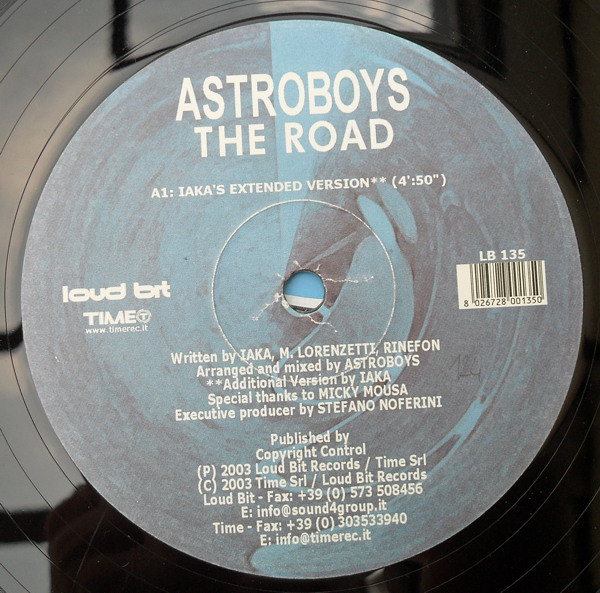 ASTROBOYS
THE ROAD
A1: IAKA'S EXTENDED VERSION** (4':50")
LB 135
8 026728 001350
loud bit
TIME T
www.timerec.it
Written by IAKA, M. LORENZETTI, RINEFON
Arranged and mixed by ASTROBOYS
**Additional Version by IAKA
Special thanks to MICKY MOUSA
Executive producer by STEFANO NOFERINI
Published by
Copyright Control
(P) 2003 Loud Bit Records / Time Srl
(C) 2003 Time Srl / Loud Bit Records
Loud Bit - Fax: +39 (0) 573 508456
E: info@sound4group.it
Time - Fax: +39 (0) 303533940
E: info@timerec.it